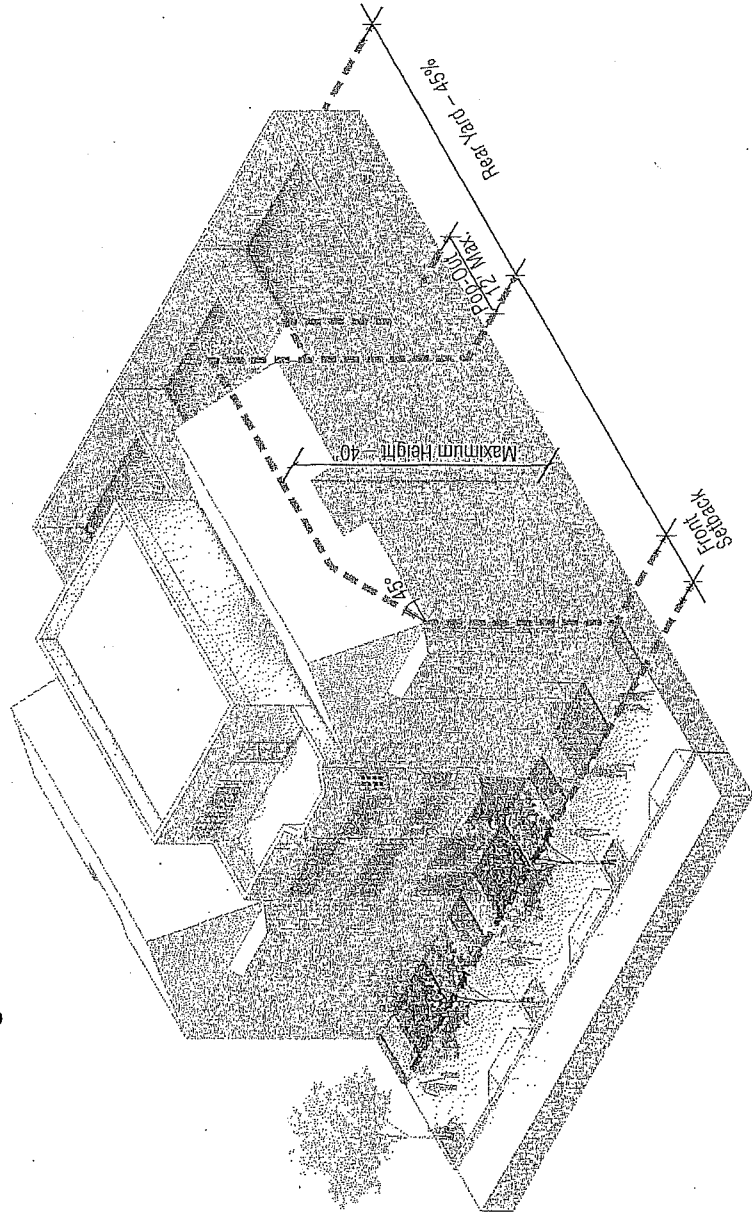 Rear Yard – 45%
Pop-Out
12' Max.
Maximum Height – 40'
45°
Front
Setback